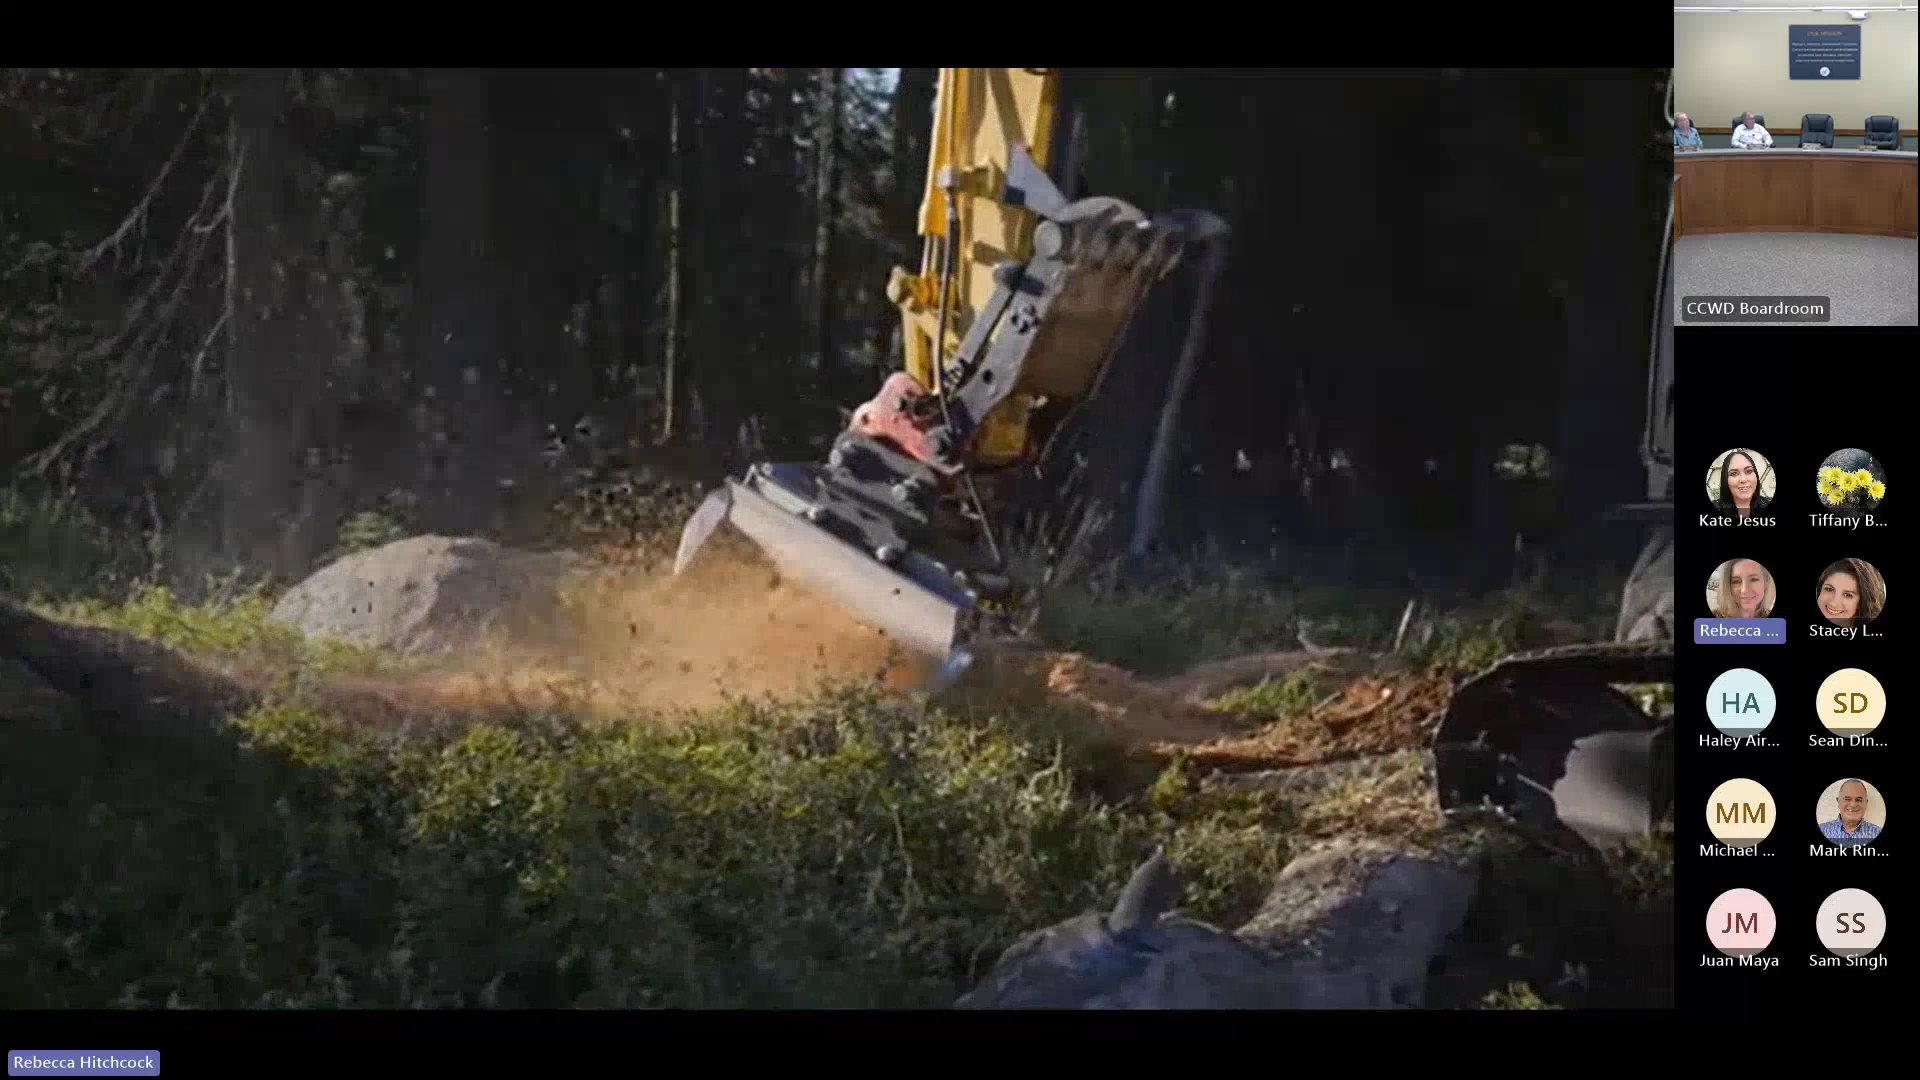 CCWD Boardroom
Kate Jesus
Tiffany B...
Rebecca ...
Stacey L...
HA
SD
Haley Air...
Sean Din...
MM
Michael ...
Mark Rin...
JM
SS
Juan Maya
Sam Singh
Rebecca Hitchcock